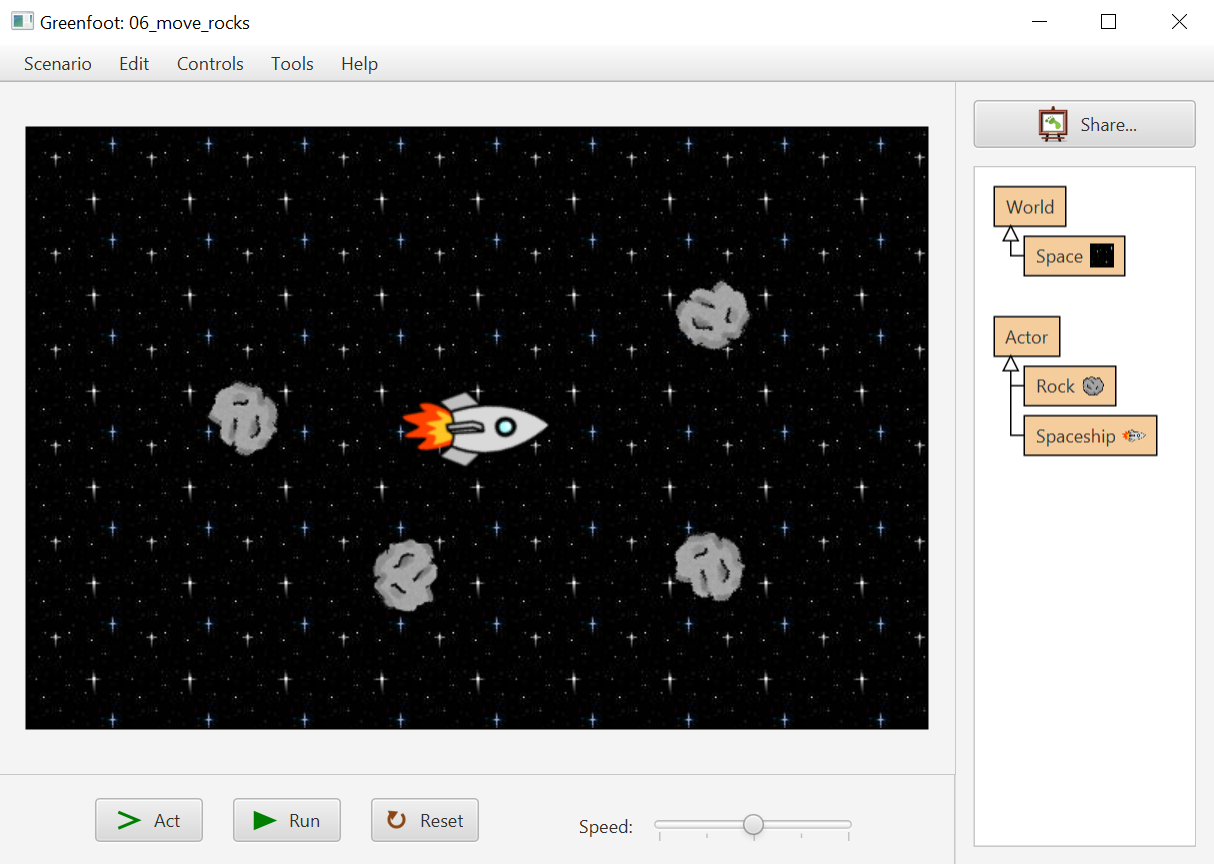 Greenfoot: 06_move_rocks
Scenario Edit Controls Tools Help
Share...
World
Space
Actor
Rock
Spaceship
Act Run Reset Speed: